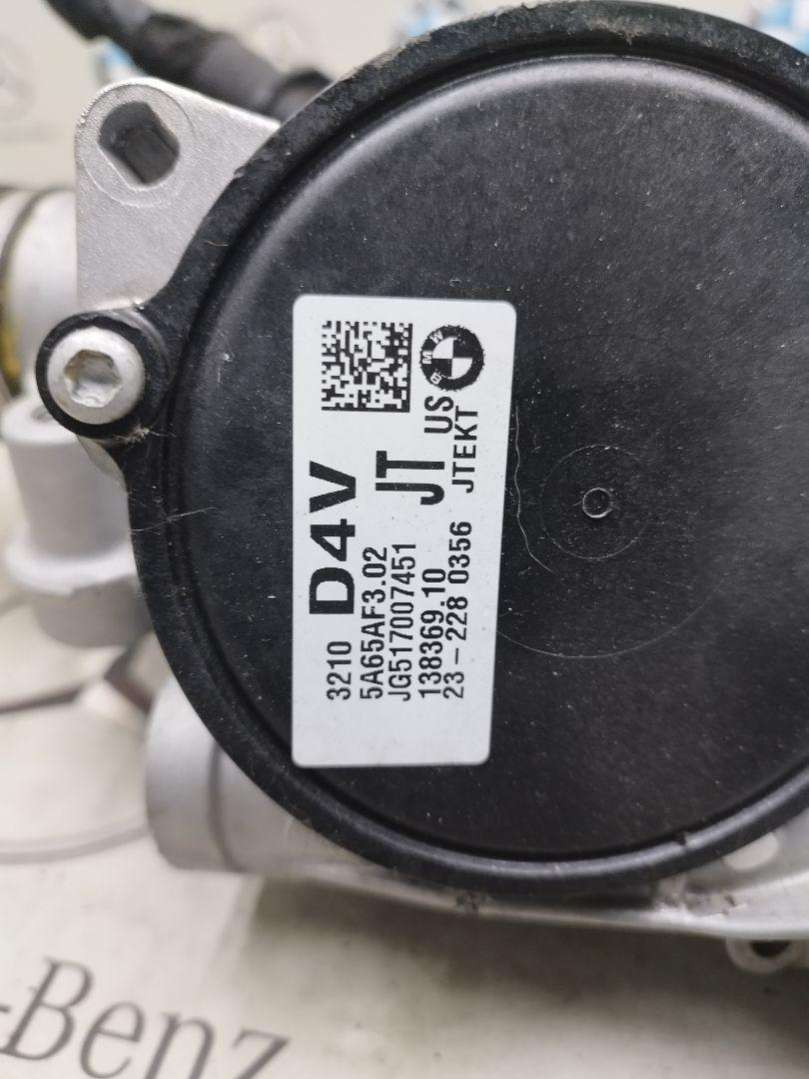 BMW
US
JTEKT
D4V
JT
3210
5A65AF3.02
JG517007451
138369.10
23-228 0356
-Benz